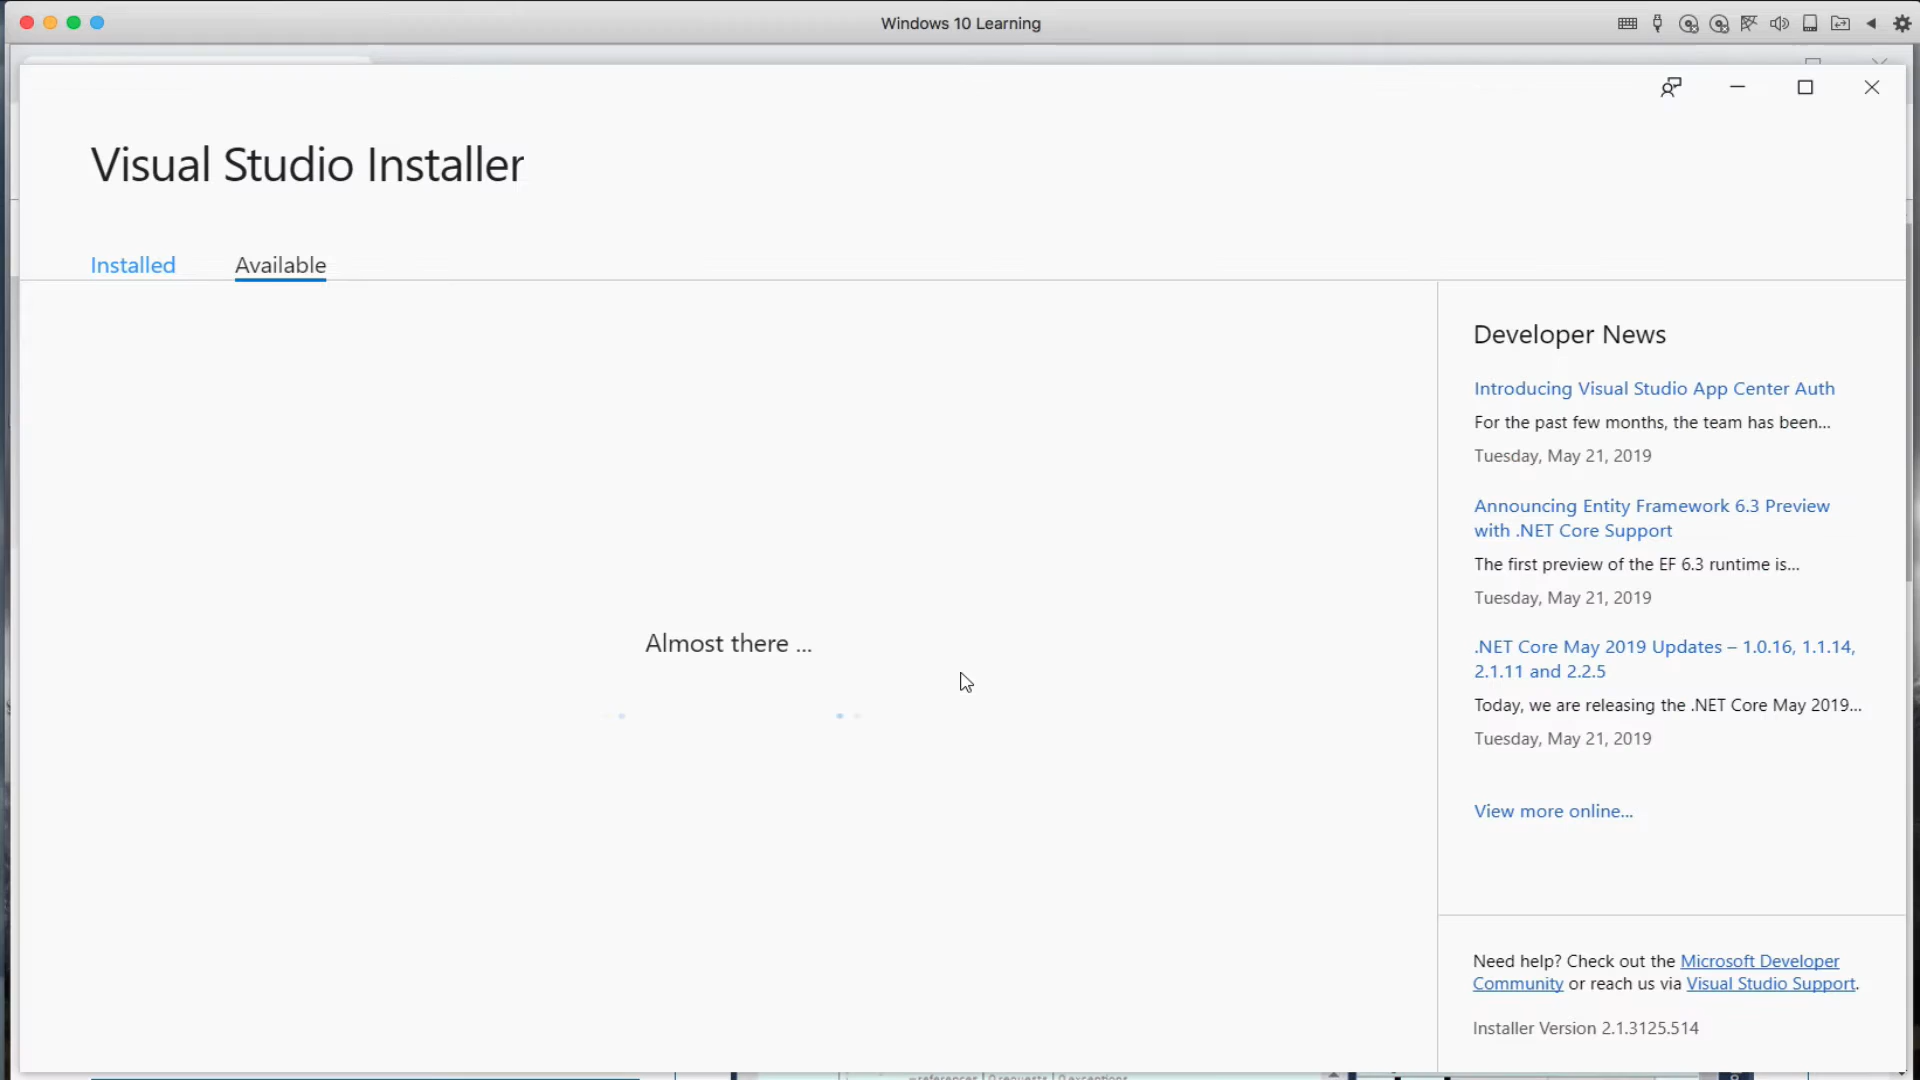 Windows 10 Learning
Visual Studio Installer
Installed
Available
Almost there ...
Developer News
Introducing Visual Studio App Center Auth
For the past few months, the team has been...
Tuesday, May 21, 2019
Announcing Entity Framework 6.3 Preview
with .NET Core Support
The first preview of the EF 6.3 runtime is...
Tuesday, May 21, 2019
.NET Core May 2019 Updates – 1.0.16, 1.1.14,
2.1.11 and 2.2.5
Today, we are releasing the .NET Core May 2019...
Tuesday, May 21, 2019
View more online...
Need help? Check out the Microsoft Developer
Community or reach us via Visual Studio Support.
Installer Version 2.1.3125.514
references | 0 requests | 0 exceptions